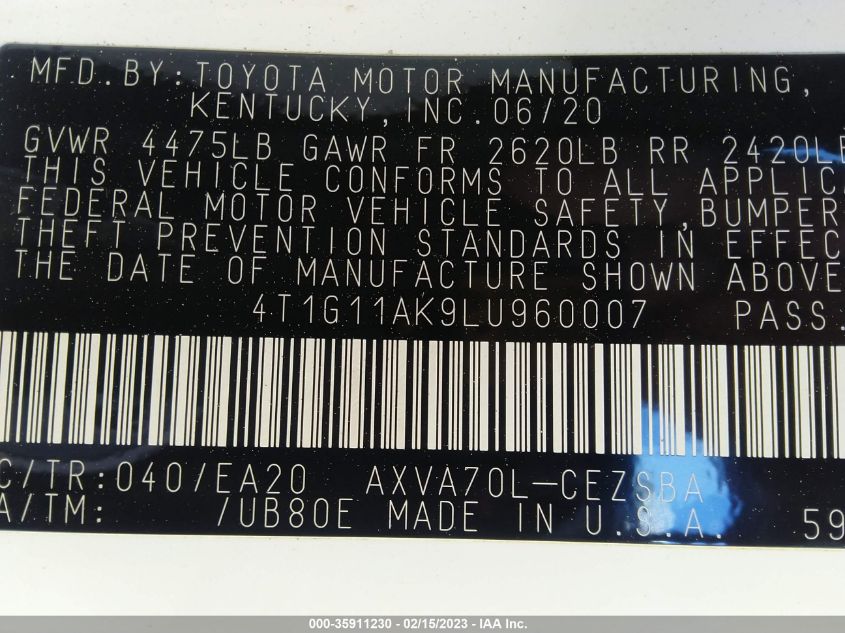 MFD.BY:TOYOTA MOTOR MANUFACTURING,
KENTUCKY,INC.06/20
GVWR 4475LB GAWR FR 2620LB RR 2420LB
THIS VEHICLE CONFORMS TO ALL APPLICA
FEDERAL MOTOR VEHICLE SAFETY,BUMPER
THEFT PREVENTION STANDARDS IN EFFEC
THE DATE OF MANUFACTURE SHOWN ABOVE
4T1G11AK9LU960007 PASS.
C/TR:040/EA20 AXVA70L-CEZSBA
A/TM: /UB80E MADE IN U.S.A. 59
000-35911230 - 02/15/2023 - IAA Inc.